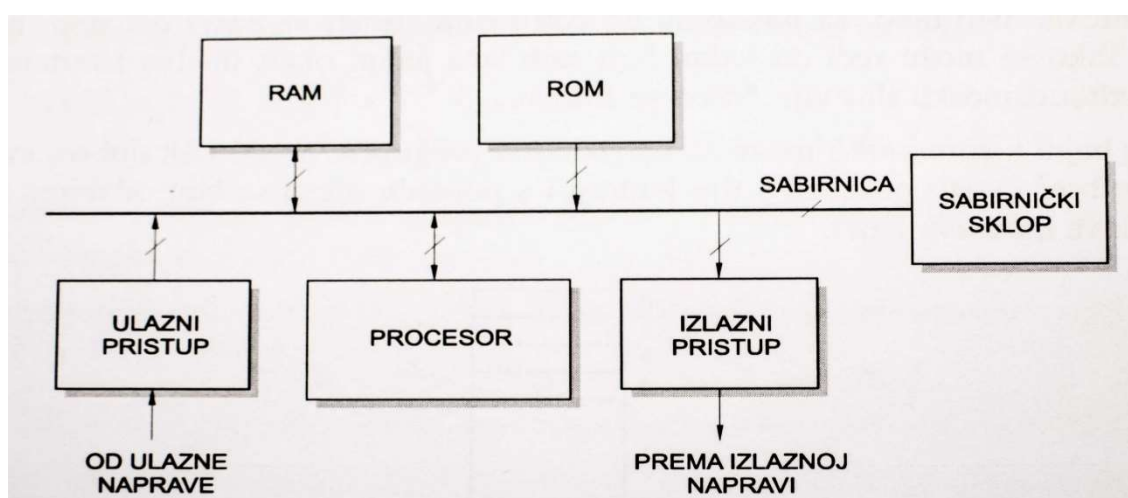 RAM
ROM
SABIRNICA
SABIRNIČKI
SKLOP
ULAZNI
PRISTUP
PROCESOR
IZLAZNI
PRISTUP
OD ULAZNE
NAPRAVE
PREMA IZLAZNOJ
NAPRAVI